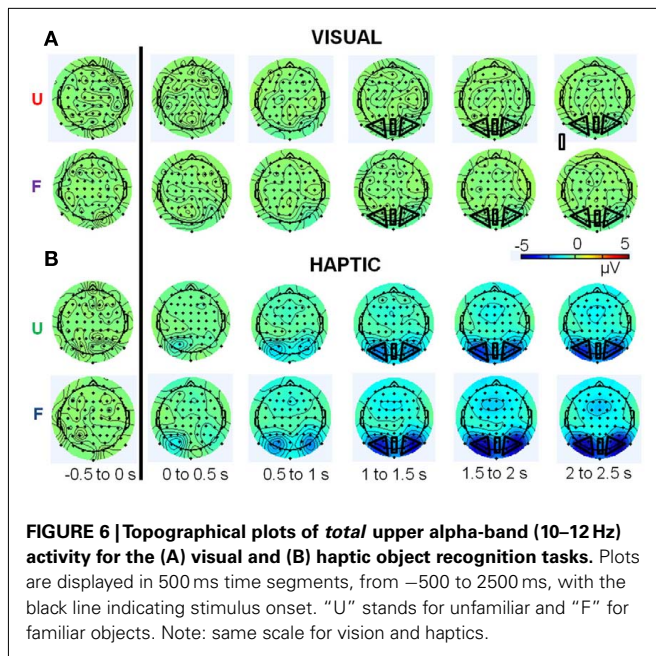 A
VISUAL
U
F
-5 0 5
µV
B
HAPTIC
U
F
-0.5 to 0 s 0 to 0.5 s 0.5 to 1 s 1 to 1.5 s 1.5 to 2 s 2 to 2.5 s
FIGURE 6 | Topographical plots of total upper alpha-band (10–12 Hz)
activity for the (A) visual and (B) haptic object recognition tasks. Plots
are displayed in 500 ms time segments, from −500 to 2500 ms, with the
black line indicating stimulus onset. “U” stands for unfamiliar and “F” for
familiar objects. Note: same scale for vision and haptics.